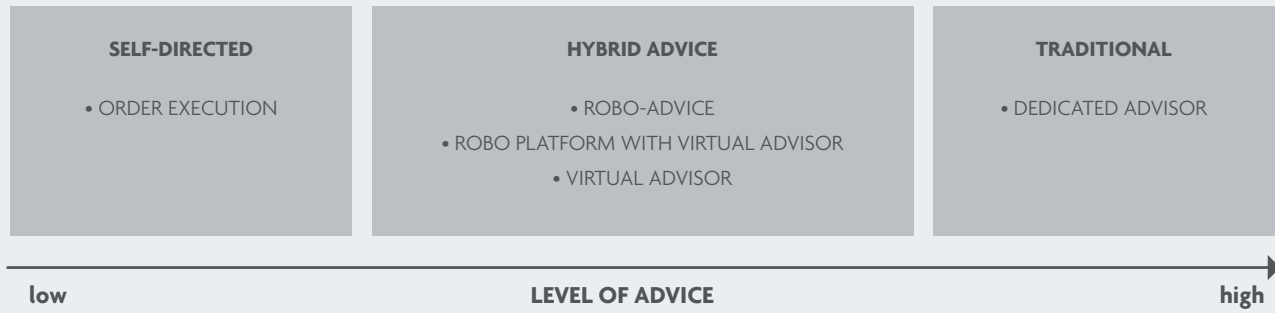 SELF-DIRECTED
• ORDER EXECUTION
HYBRID ADVICE
• ROBO-ADVICE
• ROBO PLATFORM WITH VIRTUAL ADVISOR
• VIRTUAL ADVISOR
TRADITIONAL
• DEDICATED ADVISOR
low
LEVEL OF ADVICE
high